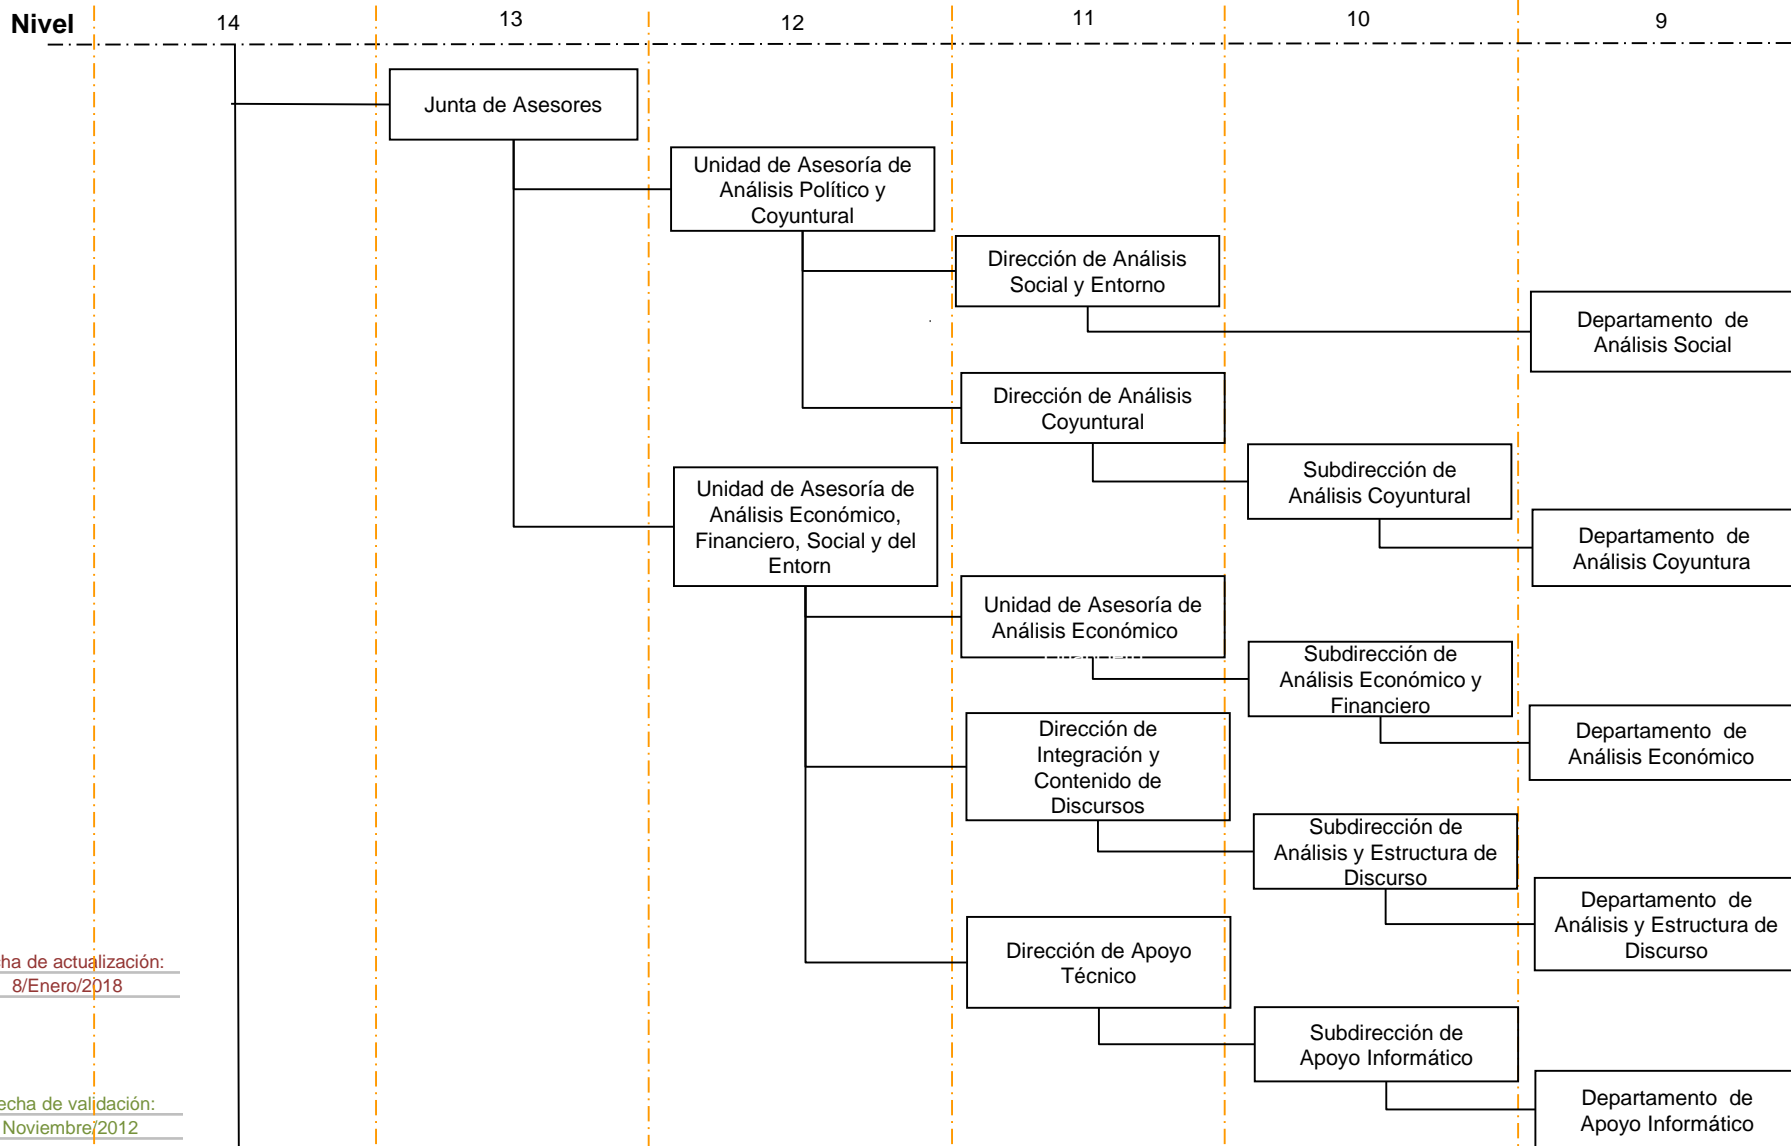 Nivel 14 13 12 11 10 9
Junta de Asesores
Unidad de Asesoría de
Análisis Político y
Coyuntural
Dirección de Análisis
Social y Entorno
Departamento de
Análisis Social
Dirección de Análisis
Coyuntural
Subdirección de
Análisis Coyuntural
Departamento de
Análisis Coyuntura
Unidad de Asesoría de
Análisis Económico,
Financiero, Social y del
Entorn
Unidad de Asesoría de
Análisis Económico
Subdirección de
Análisis Económico y
Financiero
Departamento de
Análisis Económico
Dirección de
Integración y
Contenido de
Discursos
Subdirección de
Análisis y Estructura de
Discurso
Departamento de
Análisis y Estructura de
Discurso
Dirección de Apoyo
Técnico
Subdirección de
Apoyo Informático
Departamento de
Apoyo Informático
de actualización:
8/Enero/2018
de validación:
Noviembre/2012